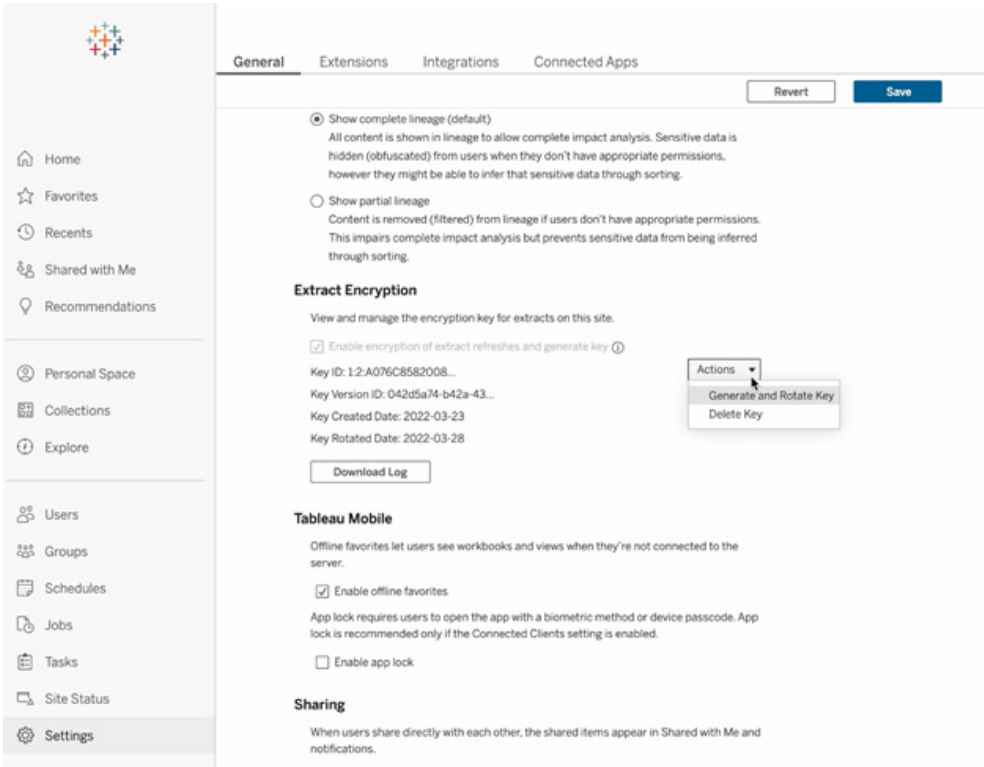 General
Extensions
Integrations
Connected Apps
Revert
Save
Home
Favorites
Recents
Shared with Me
Recommendations
Personal Space
Collections
Explore
Users
Groups
Schedules
Jobs
Tasks
Site Status
Settings
Show complete lineage (default)
All content is shown in lineage to allow complete impact analysis. Sensitive data is
hidden (obfuscated) from users when they don't have appropriate permissions,
however they might be able to infer that sensitive data through sorting.
Show partial lineage
Content is removed (filtered) from lineage if users don't have appropriate permissions.
This impairs complete impact analysis but prevents sensitive data from being inferred
through sorting.
Extract Encryption
View and manage the encryption key for extracts on this site.
Enable encryption of extract refreshes and generate key
Key ID: 1:2:A076C8582008...
Key Version ID: 042d5a74-b42a-43...
Key Created Date: 2022-03-23
Key Rotated Date: 2022-03-28
Actions
Generate and Rotate Key
Delete Key
Download Log
Tableau Mobile
Offline favorites let users see workbooks and views when they're not connected to the
server.
Enable offline favorites
App lock requires users to open the app with a biometric method or device passcode. App
lock is recommended only if the Connected Clients setting is enabled.
Enable app lock
Sharing
When users share directly with each other, the shared items appear in Shared with Me and
notifications.